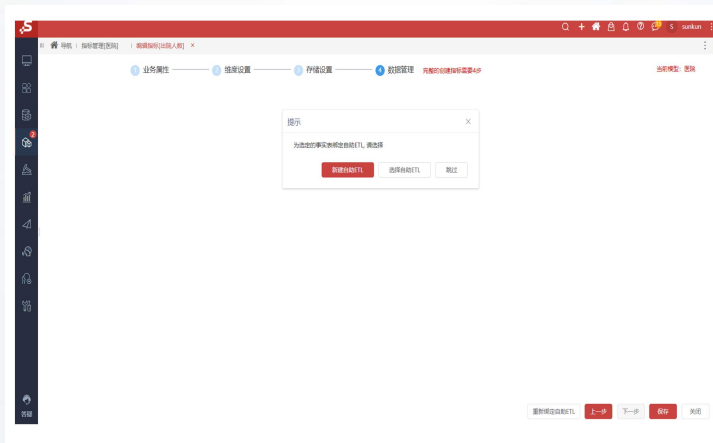 S sunkun
导航 指标管理[医院] 编辑指标[出院人数] ×
1 业务属性 2 维度设置 3 存储设置 4 数据管理 完整的创建指标需要4步 当前模型：医院
2
提示 ×
为选定的事实表绑定自助ETL, 请选择
新建自助ETL 选择自助ETL 跳过
重新绑定自助ETL 上一步 下一步 保存 关闭